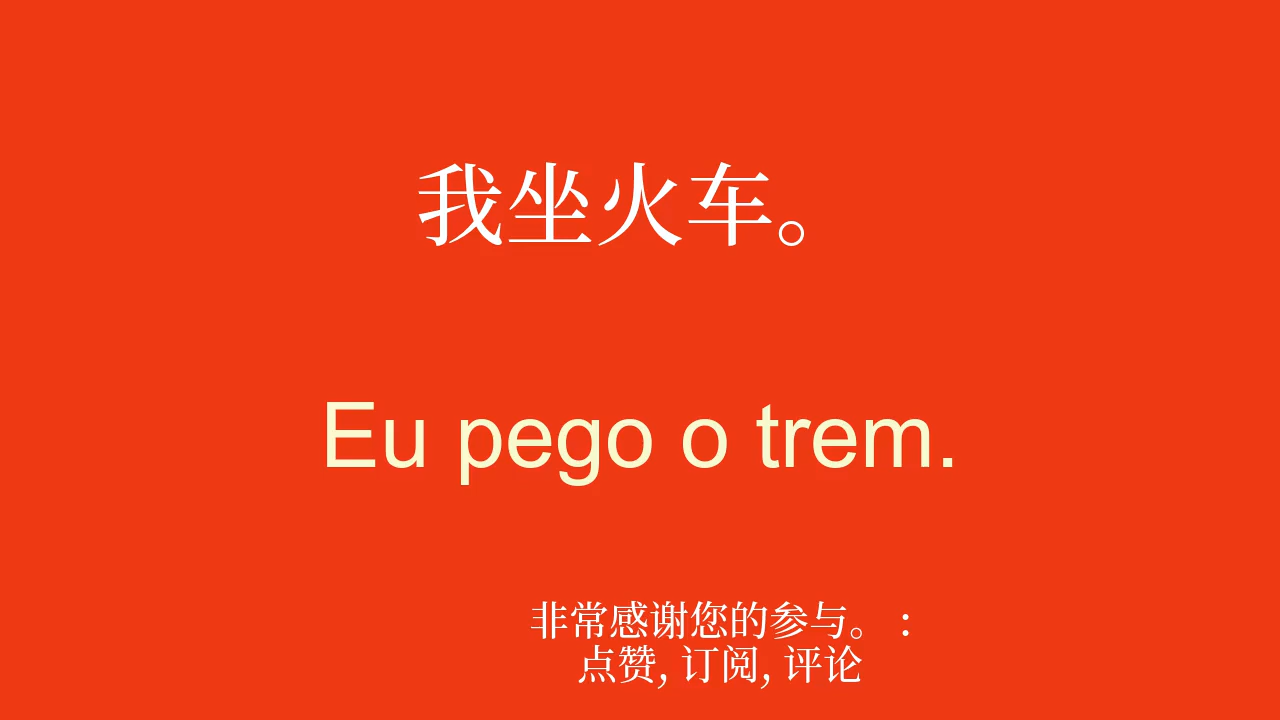 我坐火车。
Eu pego o trem.
非常感谢您的参与。 :
点赞, 订阅, 评论